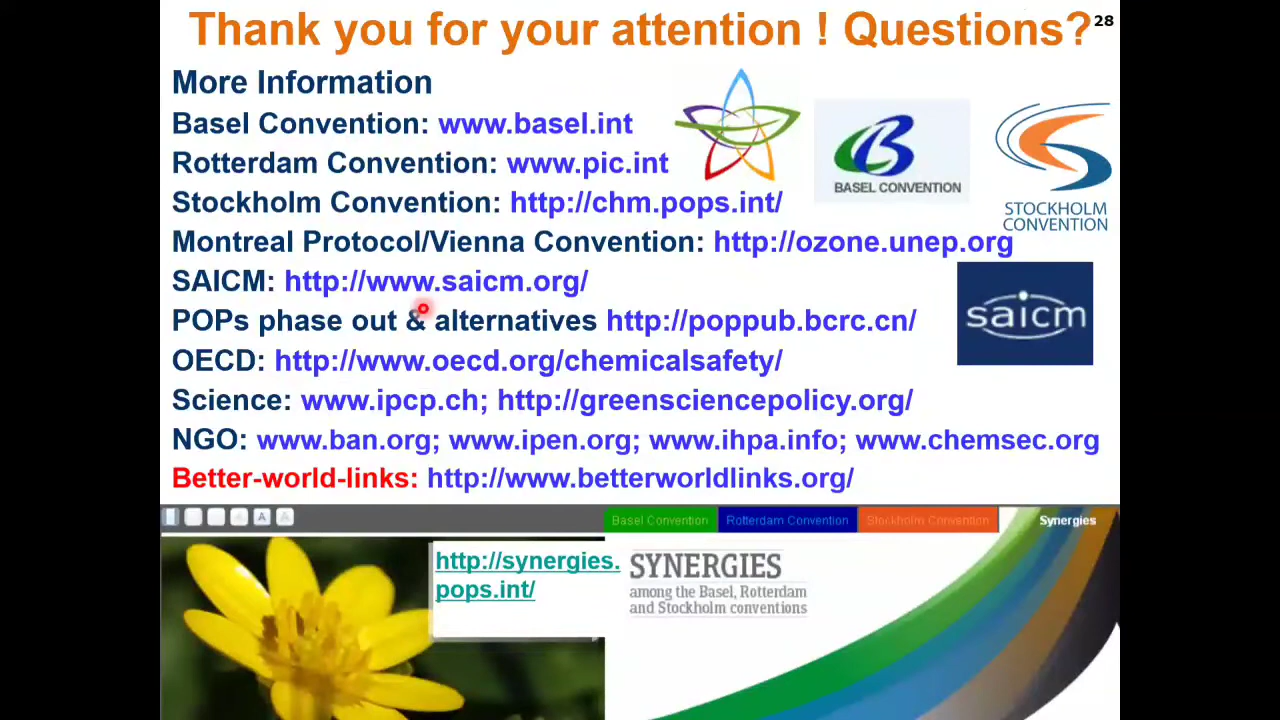 Thank you for your attention ! Questions?
28
More Information
Basel Convention: www.basel.int
Rotterdam Convention: www.pic.int
Stockholm Convention: http://chm.pops.int/
Montreal Protocol/Vienna Convention: http://ozone.unep.org
SAICM: http://www.saicm.org/
POPs phase out & alternatives http://poppub.bcrc.cn/
OECD: http://www.oecd.org/chemicalsafety/
Science: www.ipcp.ch; http://greensciencepolicy.org/
NGO: www.ban.org; www.ipen.org; www.ihpa.info; www.chemsec.org
Better-world-links: http://www.betterworldlinks.org/
BASEL CONVENTION
STOCKHOLM
CONVENTION
saicm
A A
Basel Convention Rotterdam Convention Stockholm Convention Synergies
http://synergies.
pops.int/
SYNERGIES
among the Basel, Rotterdam
and Stockholm conventions